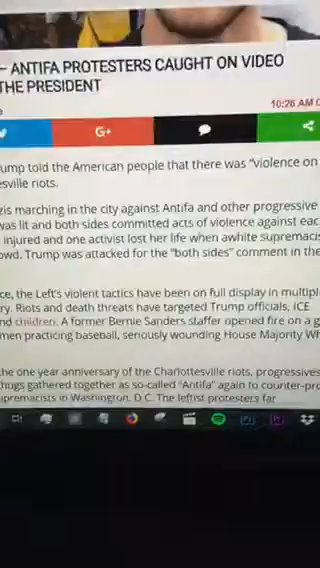 – ANTIFA PROTESTERS CAUGHT ON VIDEO
THE PRESIDENT
10:26 AM
G+
ump told the American people that there was "violence on
esville riots.
zis marching in the city against Antifa and other progressive
was lit and both sides committed acts of violence against eac
injured and one activist lost her life when awhite supremacis
owd. Trump was attacked for the "both sides" comment in the
ce, the Left's violent tactics have been on full display in multipl
ry. Riots and death threats have targeted Trump officials, ICE
nd children. A former Bernie Sanders staffer opened fire on a g
men practicing baseball, seriously wounding House Majority Wh
the one year anniversary of the Charlottesville riots, progressives
thugs gathered together as so-called "Antifa" again to counter-pro
upremacists in Washington, D.C. The leftist protesters far